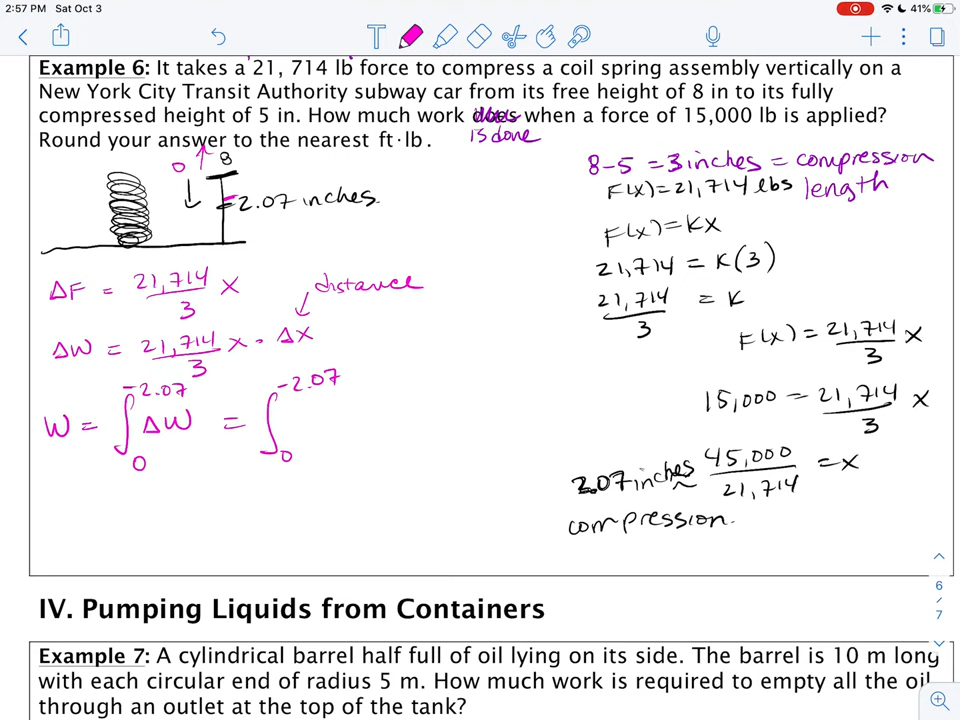 2:57 PM Sat Oct 3
41%
Example 6: It takes a 21, 714 lb force to compress a coil spring assembly vertically on a
New York City Transit Authority subway car from its free height of 8 in to its fully
compressed height of 5 in. How much work does when a force of 15,000 lb is applied?
is done
Round your answer to the nearest ft·lb.
0 8
-2.07 inches.
8-5 = 3 inches = compression
length
F(x)=21,714 lbs
F(x)=Kx
21,714 = K(3)
21,714/3 = K
F(x) = 21,714/3 x
15,000 = 21,714/3 x
2.07 inches ≈ 45,000/21,714 = x
compression.
ΔF = 21,714/3 x
distance
ΔW = 21,714/3 x · Δx
W = ∫₀^-2.07 ΔW = ∫₀^-2.07
IV. Pumping Liquids from Containers
Example 7: A cylindrical barrel half full of oil lying on its side. The barrel is 10 m long
with each circular end of radius 5 m. How much work is required to empty all the oil
through an outlet at the top of the tank?
6
/
7
T